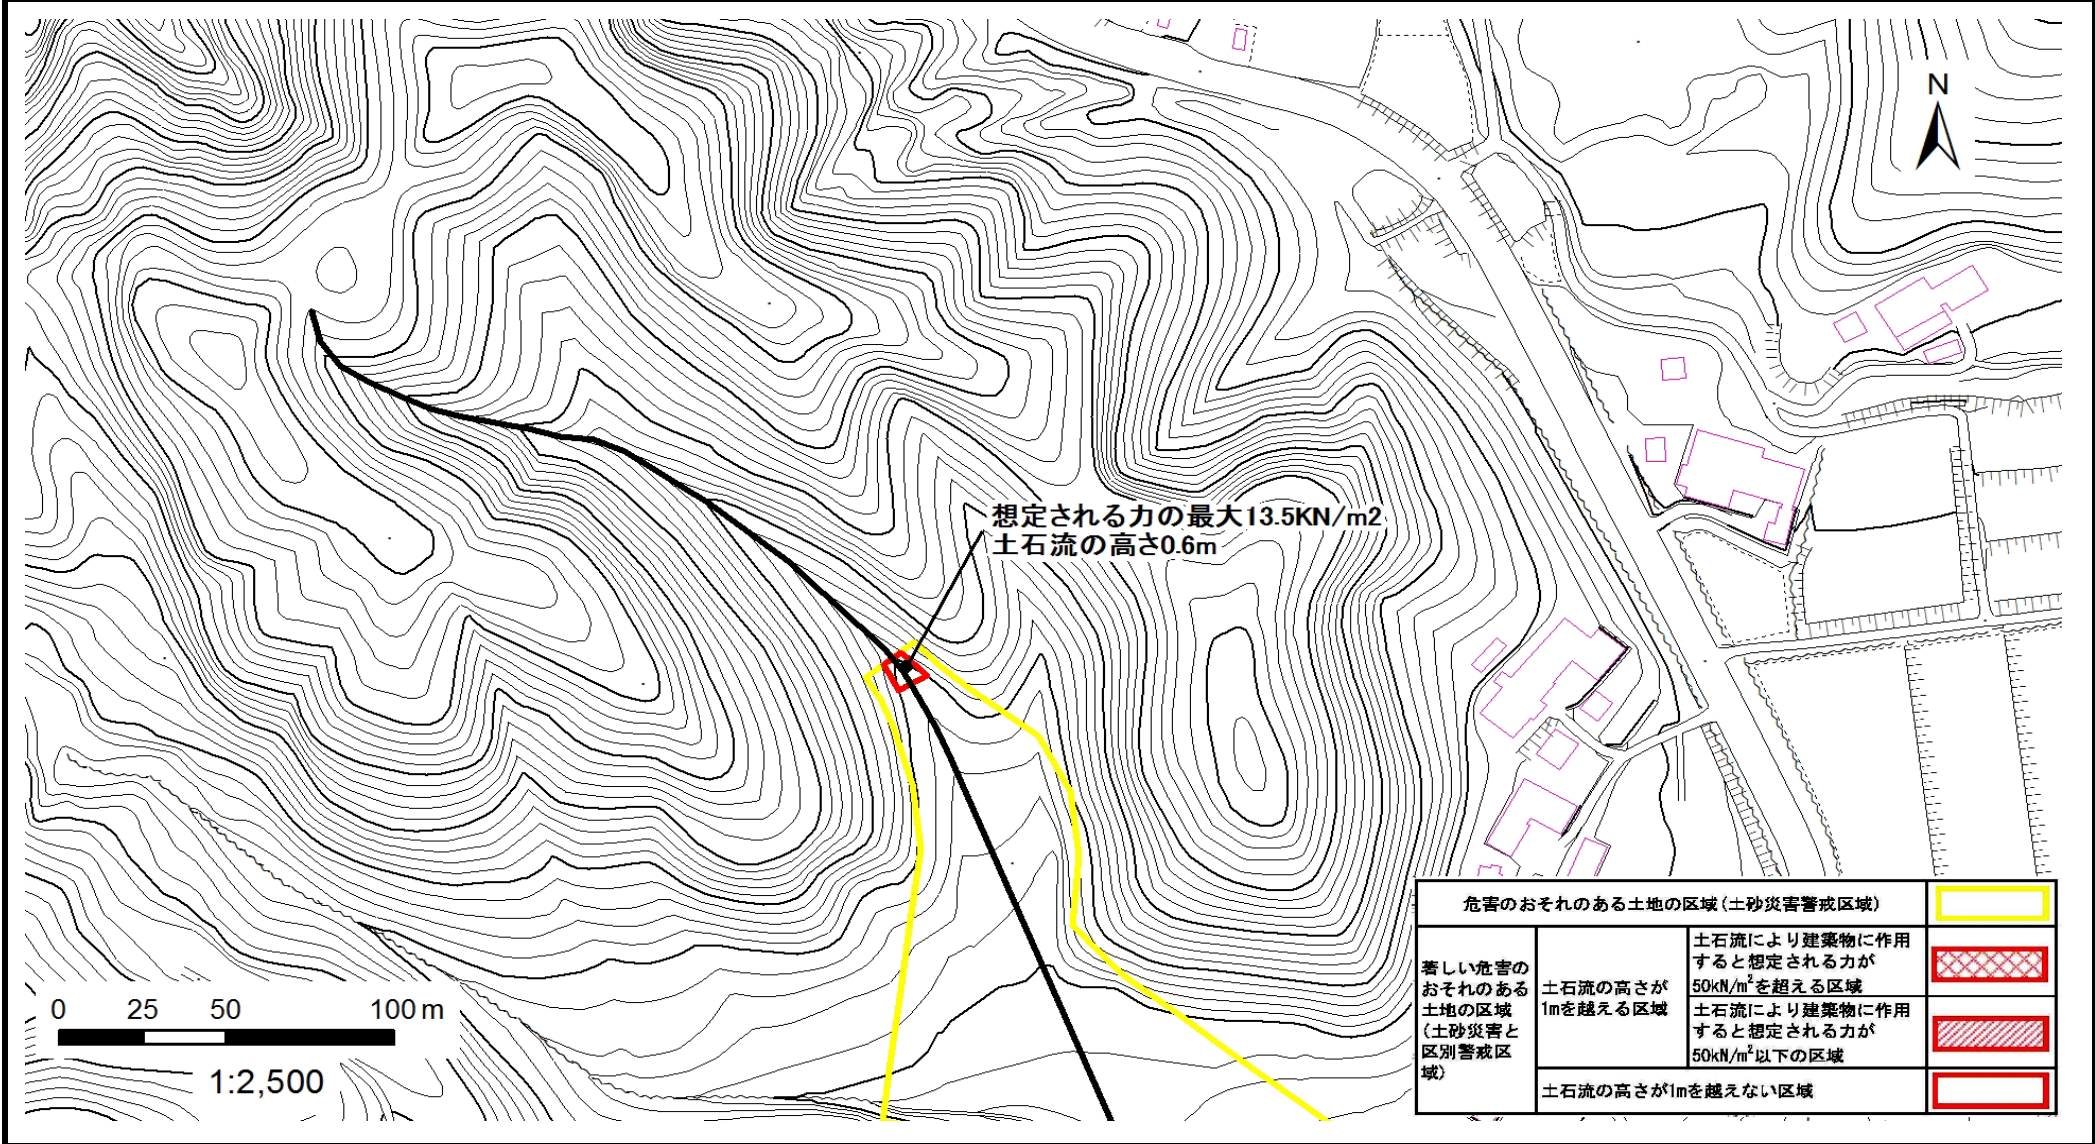 N
想定される力の最大13.5KN/m2
土石流の高さ0.6m
0 25 50 100 m
1:2,500
危害のおそれのある土地の区域(土砂災害警戒区域)
著しい危害の
おそれのある
土地の区域
(土砂災害と
区別警戒区
域)
土石流の高さが
1mを越える区域
土石流により建築物に作用
すると想定される力が
50kN/m²を超える区域
土石流により建築物に作用
すると想定される力が
50kN/m²以下の区域
土石流の高さが1mを越えない区域